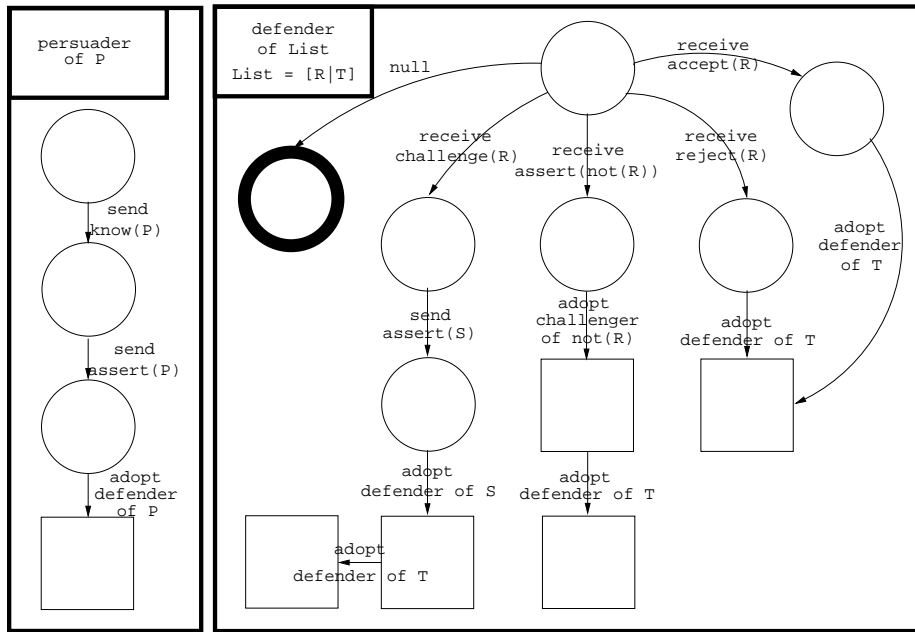 persuader
of P
send
know(P)
send
assert(P)
adopt
defender
of P
defender
of List
List = [R|T]
null
receive
accept(R)
receive
challenge(R)
receive
assert(not(R))
receive
reject(R)
adopt
defender
of T
send
assert(S)
adopt
challenger
of not(R)
adopt
defender of T
adopt
defender of S
adopt
defender of T
adopt
defender of T